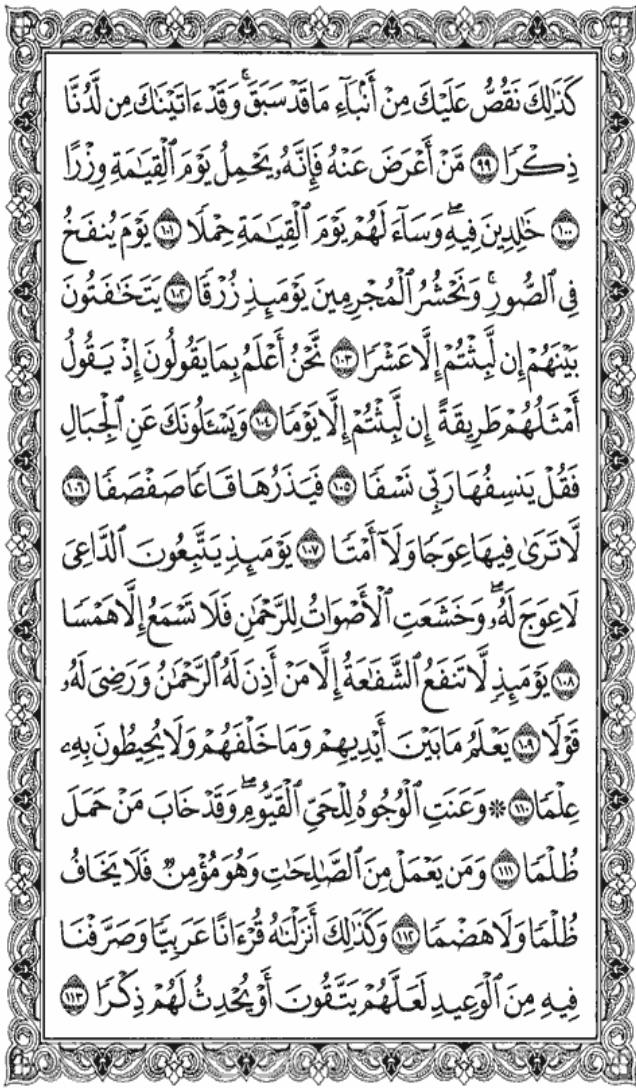 كَذَٰلِكَ نَقُصُّ عَلَيْكَ مِنْ أَنۢبَآءِ مَا قَدْ سَبَقَ ۚ وَقَدْ ءَاتَيْنَٰكَ مِن لَّدُنَّا
ذِكْرًا ۝٩٩ مَّنْ أَعْرَضَ عَنْهُ فَإِنَّهُۥ يَحْمِلُ يَوْمَ ٱلْقِيَٰمَةِ وِزْرًا
۝١٠٠ خَٰلِدِينَ فِيهِ ۖ وَسَآءَ لَهُمْ يَوْمَ ٱلْقِيَٰمَةِ حِمْلًا ۝١٠١ يَوْمَ يُنفَخُ
فِى ٱلصُّورِ ۚ وَنَحْشُرُ ٱلْمُجْرِمِينَ يَوْمَئِذٍ زُرْقًا ۝١٠٢ يَتَخَٰفَتُونَ
بَيْنَهُمْ إِن لَّبِثْتُمْ إِلَّا عَشْرًا ۝١٠٣ نَّحْنُ أَعْلَمُ بِمَا يَقُولُونَ إِذْ يَقُولُ
أَمْثَلُهُمْ طَرِيقَةً إِن لَّبِثْتُمْ إِلَّا يَوْمًا ۝١٠٤ وَيَسْـَٔلُونَكَ عَنِ ٱلْجِبَالِ
فَقُلْ يَنسِفُهَا رَبِّى نَسْفًا ۝١٠٥ فَيَذَرُهَا قَاعًا صَفْصَفًا ۝١٠٦
لَّا تَرَىٰ فِيهَا عِوَجًا وَلَآ أَمْتًا ۝١٠٧ يَوْمَئِذٍ يَتَّبِعُونَ ٱلدَّاعِىَ
لَا عِوَجَ لَهُۥ ۖ وَخَشَعَتِ ٱلْأَصْوَاتُ لِلرَّحْمَٰنِ فَلَا تَسْمَعُ إِلَّا هَمْسًا
۝١٠٨ يَوْمَئِذٍ لَّا تَنفَعُ ٱلشَّفَٰعَةُ إِلَّا مَنْ أَذِنَ لَهُ ٱلرَّحْمَٰنُ وَرَضِىَ لَهُۥ
قَوْلًا ۝١٠٩ يَعْلَمُ مَا بَيْنَ أَيْدِيهِمْ وَمَا خَلْفَهُمْ وَلَا يُحِيطُونَ بِهِۦ
عِلْمًا ۝١١٠ ۞ وَعَنَتِ ٱلْوُجُوهُ لِلْحَىِّ ٱلْقَيُّومِ ۖ وَقَدْ خَابَ مَنْ حَمَلَ
ظُلْمًا ۝١١١ وَمَن يَعْمَلْ مِنَ ٱلصَّٰلِحَٰتِ وَهُوَ مُؤْمِنٌ فَلَا يَخَافُ
ظُلْمًا وَلَا هَضْمًا ۝١١٢ وَكَذَٰلِكَ أَنزَلْنَٰهُ قُرْءَانًا عَرَبِيًّا وَصَرَّفْنَا
فِيهِ مِنَ ٱلْوَعِيدِ لَعَلَّهُمْ يَتَّقُونَ أَوْ يُحْدِثُ لَهُمْ ذِكْرًا ۝١١٣